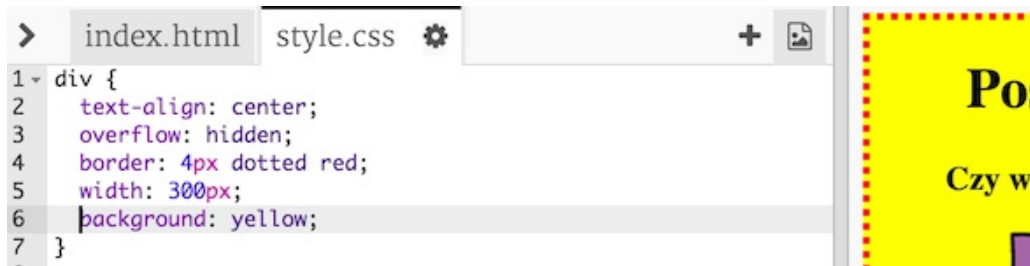 index.html style.css
1 div {
2 text-align: center;
3 overflow: hidden;
4 border: 4px dotted red;
5 width: 300px;
6 background: yellow;
7 }
Czy